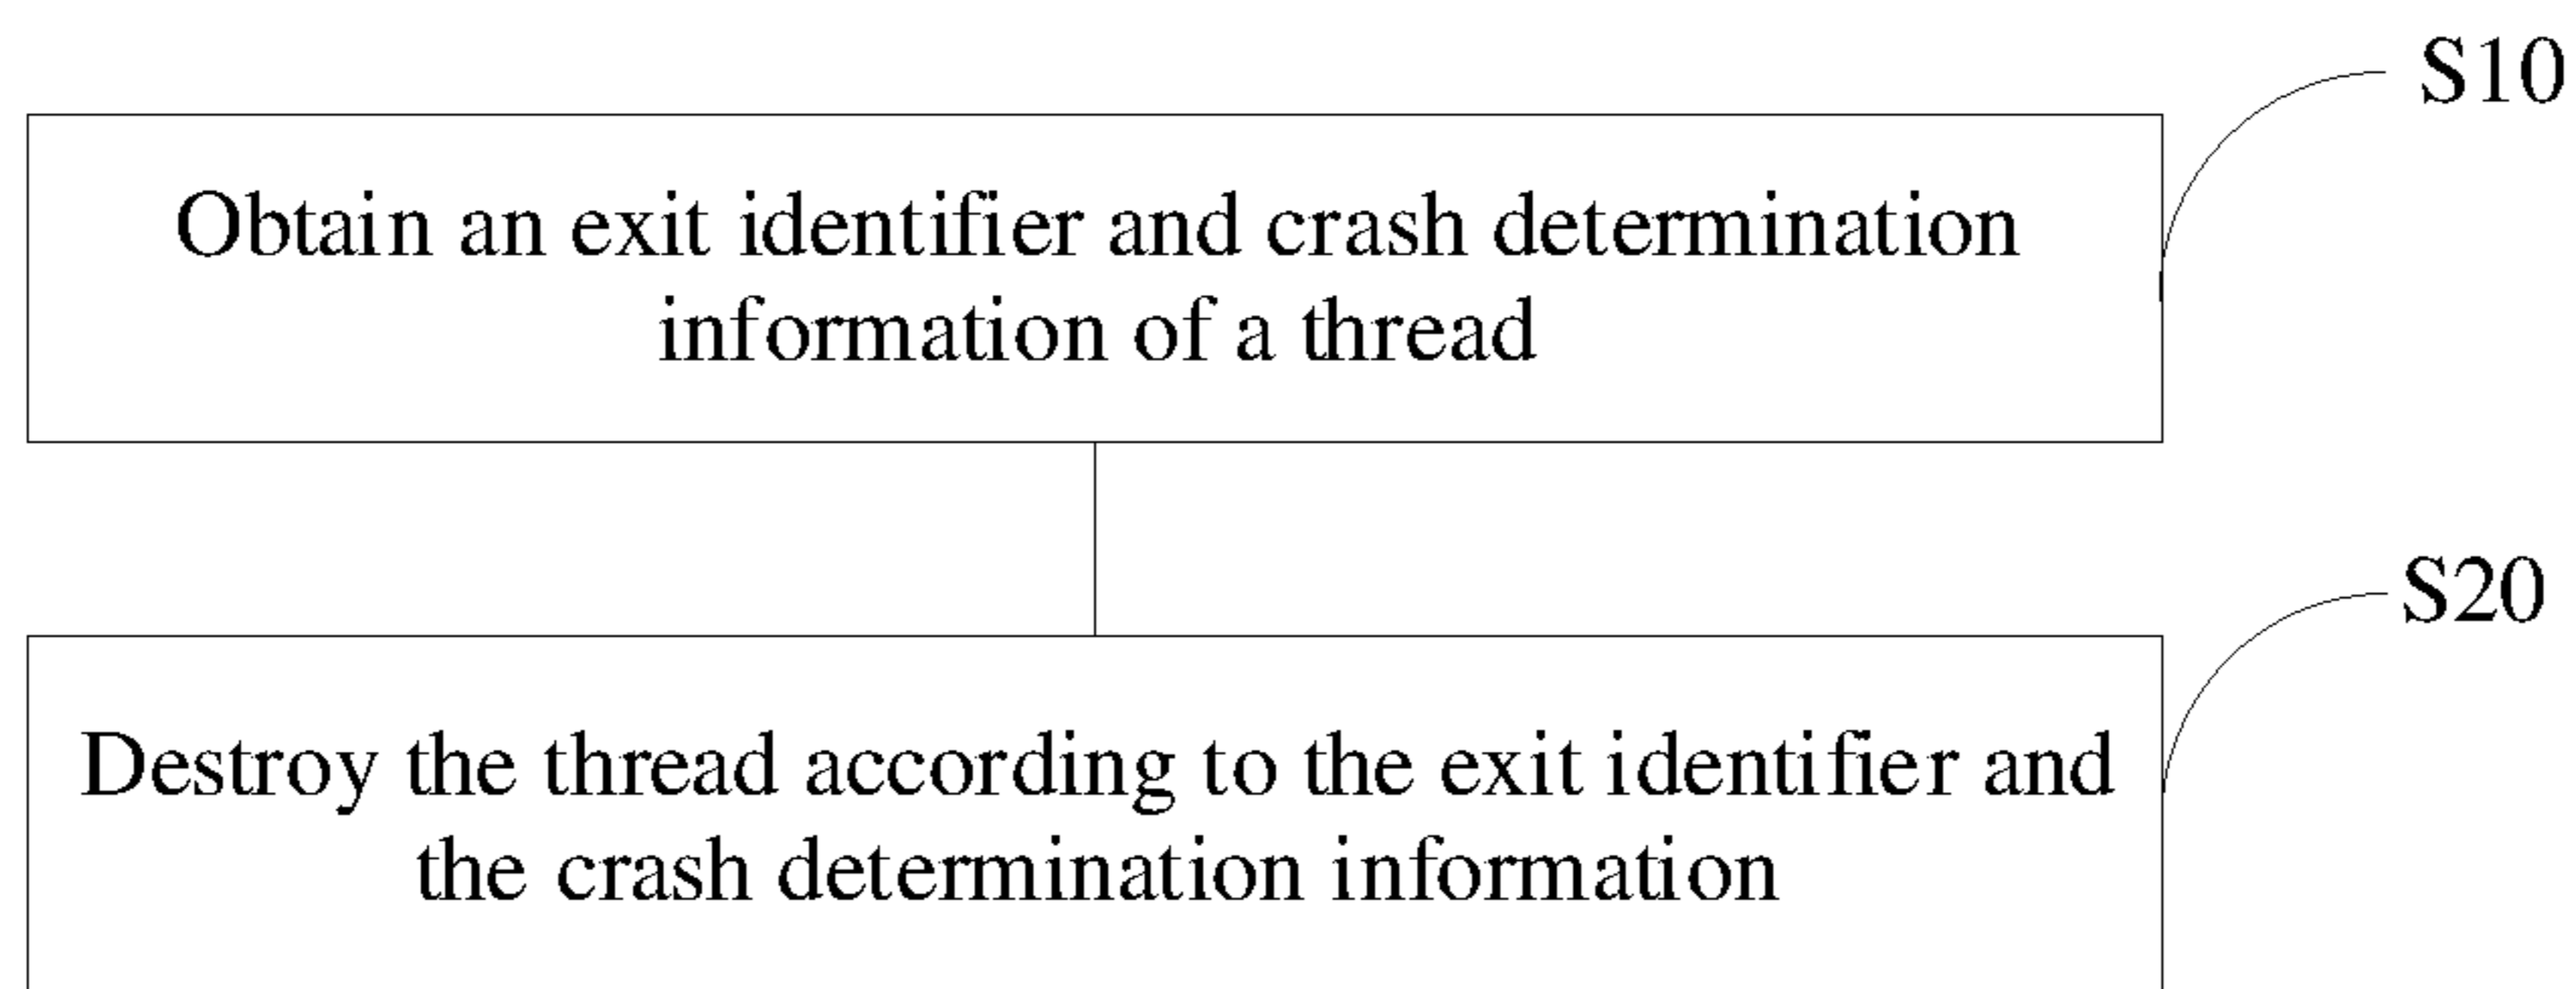 S10
Obtain an exit identifier and crash determination
information of a thread
S20
Destroy the thread according to the exit identifier and
the crash determination information